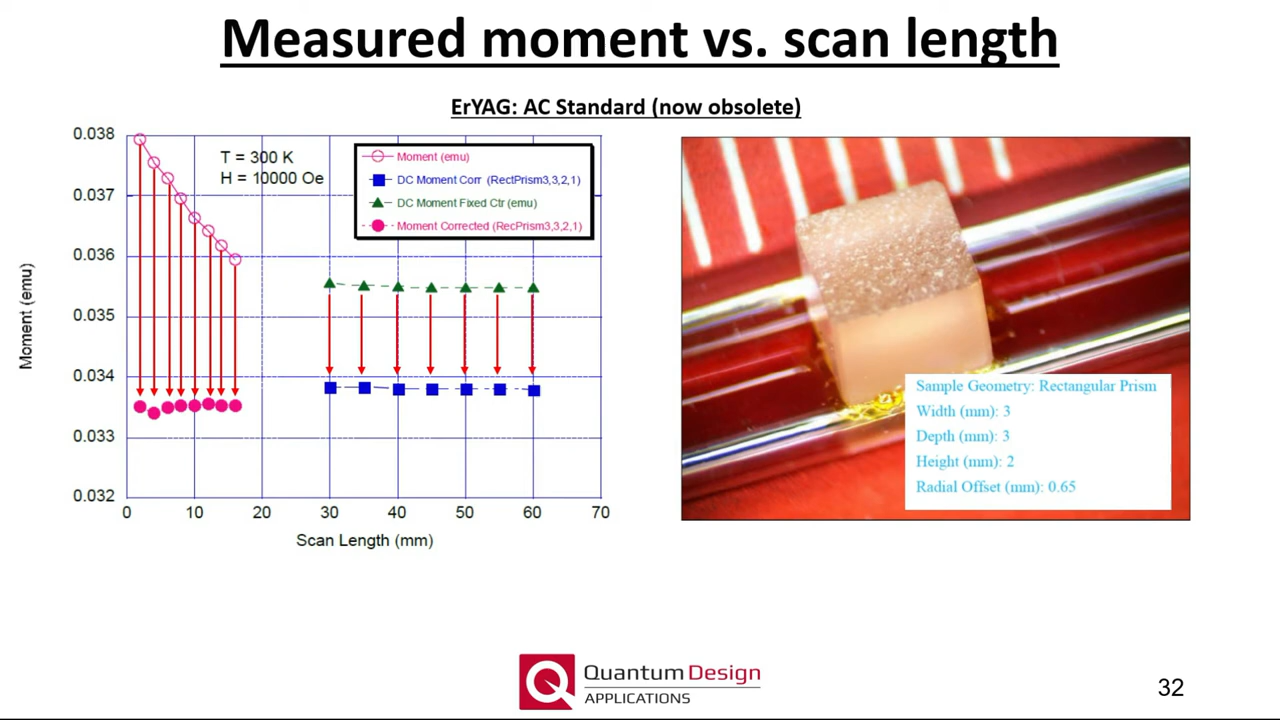 Measured moment vs. scan length
ErYAG: AC Standard (now obsolete)
0.038
0.037
0.036
0.035
0.034
0.033
0.032
Moment (emu)
T = 300 K
H = 10000 Oe
Moment (emu)
DC Moment Corr (RectPrism3,3,2,1)
DC Moment Fixed Ctr (emu)
Moment Corrected (RecPrism3,3,2,1)
0 10 20 30 40 50 60 70
Scan Length (mm)
Sample Geometry: Rectangular Prism
Width (mm): 3
Depth (mm): 3
Height (mm): 2
Radial Offset (mm): 0.65
Quantum Design
APPLICATIONS
32